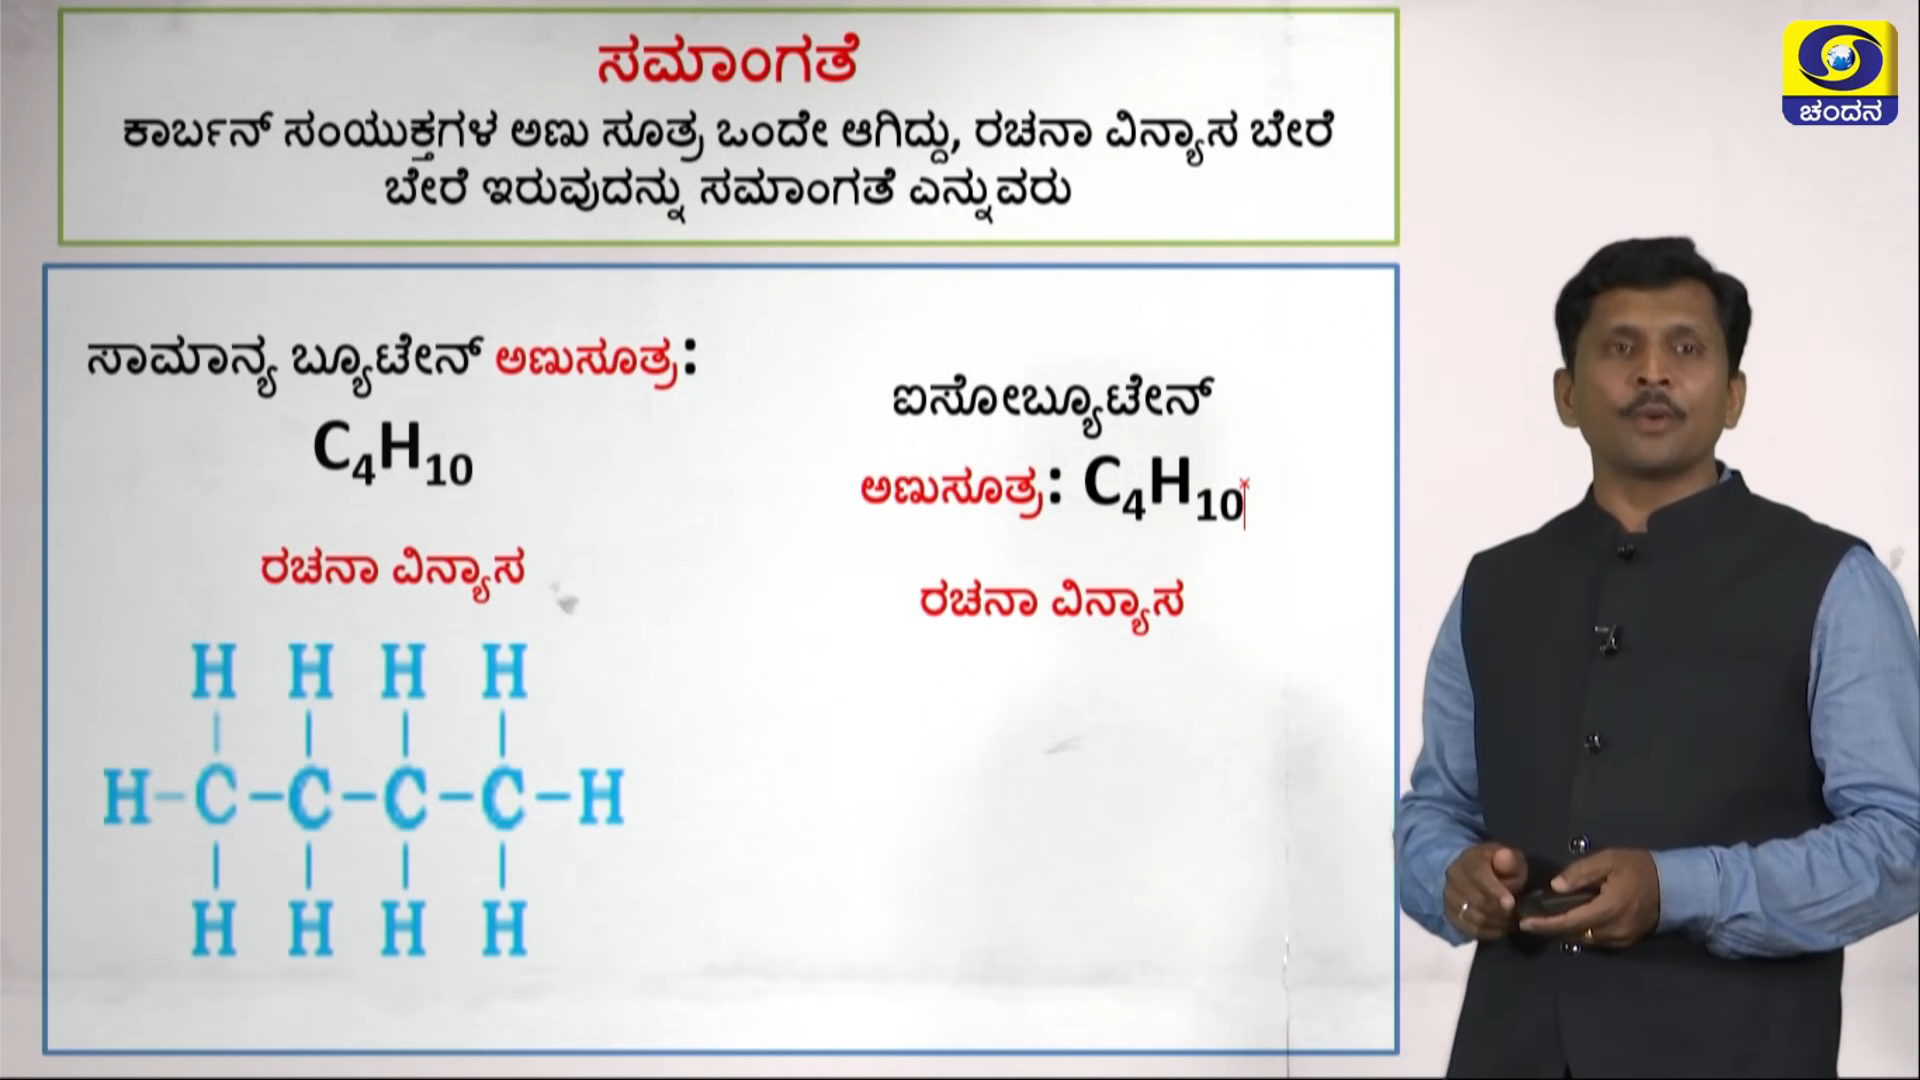 ಸಮಾಂಗತೆ
ಕಾರ್ಬನ್ ಸಂಯುಕ್ತಗಳ ಅಣು ಸೂತ್ರ ಒಂದೇ ಆಗಿದ್ದು, ರಚನಾ ವಿನ್ಯಾಸ ಬೇರೆ
ಬೇರೆ ಇರುವುದನ್ನು ಸಮಾಂಗತೆ ಎನ್ನುವರು
ಚಂದನ
ಸಾಮಾನ್ಯ ಬ್ಯೂಟೇನ್ ಅಣುಸೂತ್ರ:
C₄H₁₀
ರಚನಾ ವಿನ್ಯಾಸ
H H H H
H-C-C-C-C-H
H H H H
ಐಸೋಬ್ಯೂಟೇನ್
ಅಣುಸೂತ್ರ: C₄H₁₀
ರಚನಾ ವಿನ್ಯಾಸ